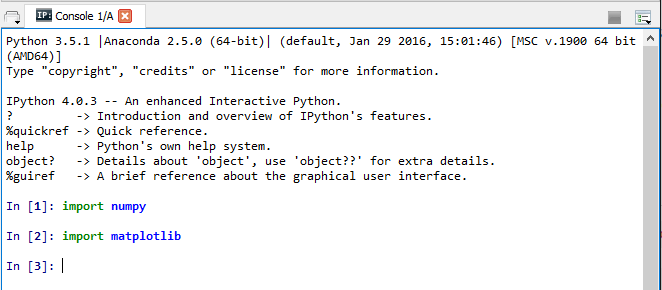 IP: Console 1/A
Python 3.5.1 |Anaconda 2.5.0 (64-bit)| (default, Jan 29 2016, 15:01:46) [MSC v.1900 64 bit
(AMD64)]
Type "copyright", "credits" or "license" for more information.

IPython 4.0.3 -- An enhanced Interactive Python.
?         -> Introduction and overview of IPython's features.
%quickref -> Quick reference.
help      -> Python's own help system.
object?   -> Details about 'object', use 'object??' for extra details.
%guiref   -> A brief reference about the graphical user interface.

In [1]: import numpy

In [2]: import matplotlib

In [3]: